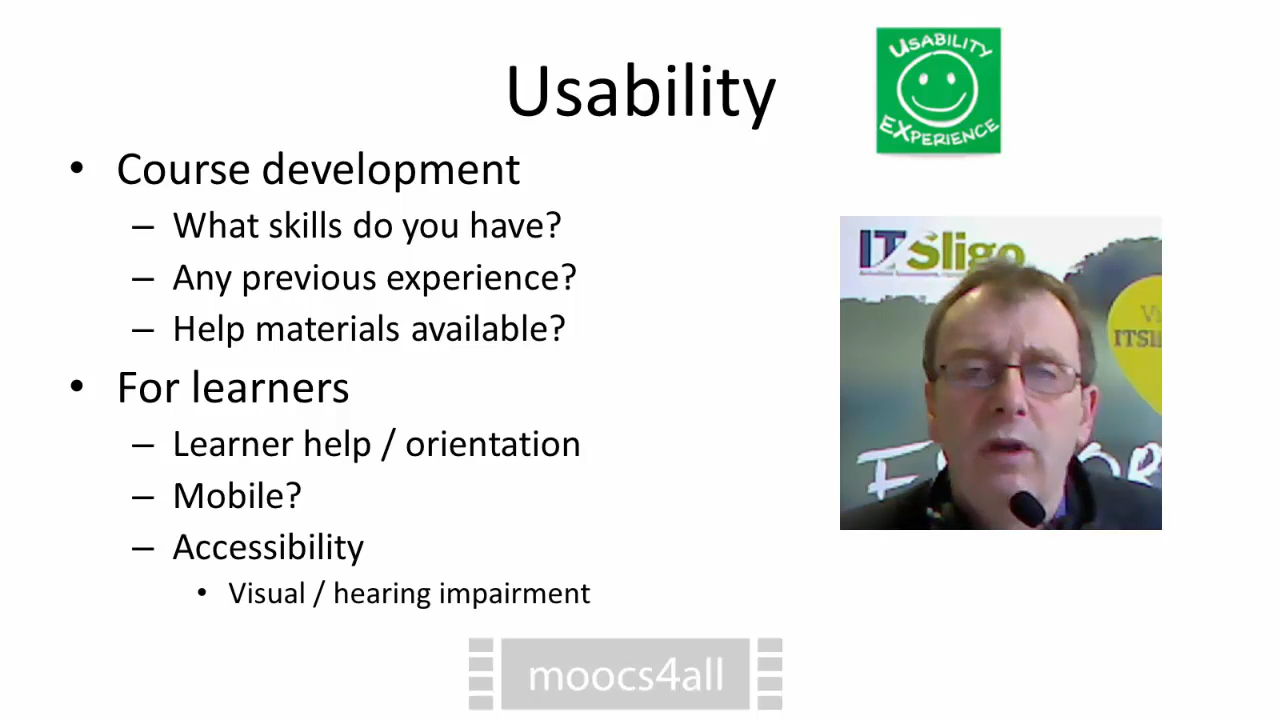 Usability
USABILITY
EXPERIENCE
• Course development
– What skills do you have?
– Any previous experience?
– Help materials available?
• For learners
– Learner help / orientation
– Mobile?
– Accessibility
• Visual / hearing impairment
IT Sligo
moocs4all